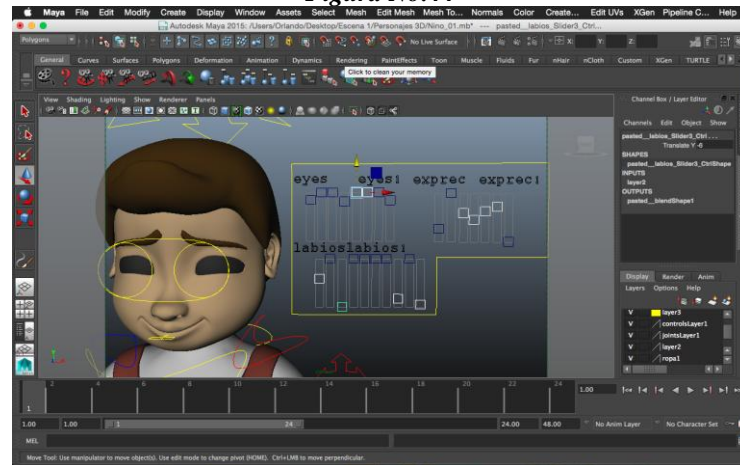 Maya File Edit Modify Create Display Window Assets Select Mesh Edit Mesh Mesh To... Normals Color Create... Edit UVs XGen Pipeline C... Help
Autodesk Maya 2015: /Users/Orlando/Desktop/Escena 1/Personajes 3D/Nino_01.mb* --- pasted__labios_Slider3_Ctrl...
Polygons No Live Surface X: Y: Z:
General Curves Surfaces Polygons Deformation Animation Dynamics Rendering PaintEffects Toon Muscle Fluids Fur nHair nCloth Custom XGen TURTLE
Click to clean your memory
View Shading Lighting Show Renderer Panels
Channel Box / Layer Editor
Channels Edit Object Show
pasted__labios_Slider3_Ctrl...
Translate Y -6
SHAPES
pasted__labios_Slider3_CtrlShape
INPUTS
layer2
OUTPUTS
pasted__blendShape1
eyes eyes: exprec exprec:
labioslabios:
Display Render Anim
Layers Options Help
V layer3
V controlsLayer1
V jointsLayer1
V layer2
V ropa1
2 4 6 8 10 12 14 16 18 20 22 24
1 1.00
1.00 1.00 1 24 24.00 48.00 No Anim Layer No Character Set
MEL
Move Tool: Use manipulator to move object(s). Use edit mode to change pivot (HOME). Ctrl+LMB to move perpendicular.